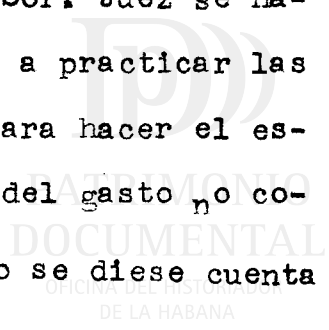 Juez se ha-
a practicar las
ara hacer el es-
del gasto no co-
o se diese cuenta
PATRIMONIO
DOCUMENTAL
OFICINA DEL HISTORIADOR
DE LA HABANA